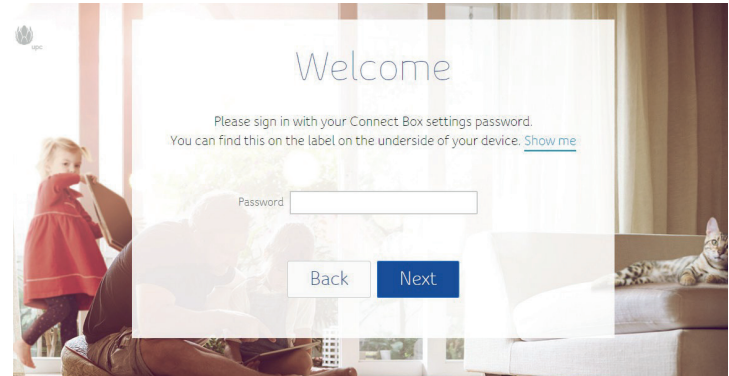 upc
Welcome
Please sign in with your Connect Box settings password.
You can find this on the label on the underside of your device. Show me
Password
Back Next